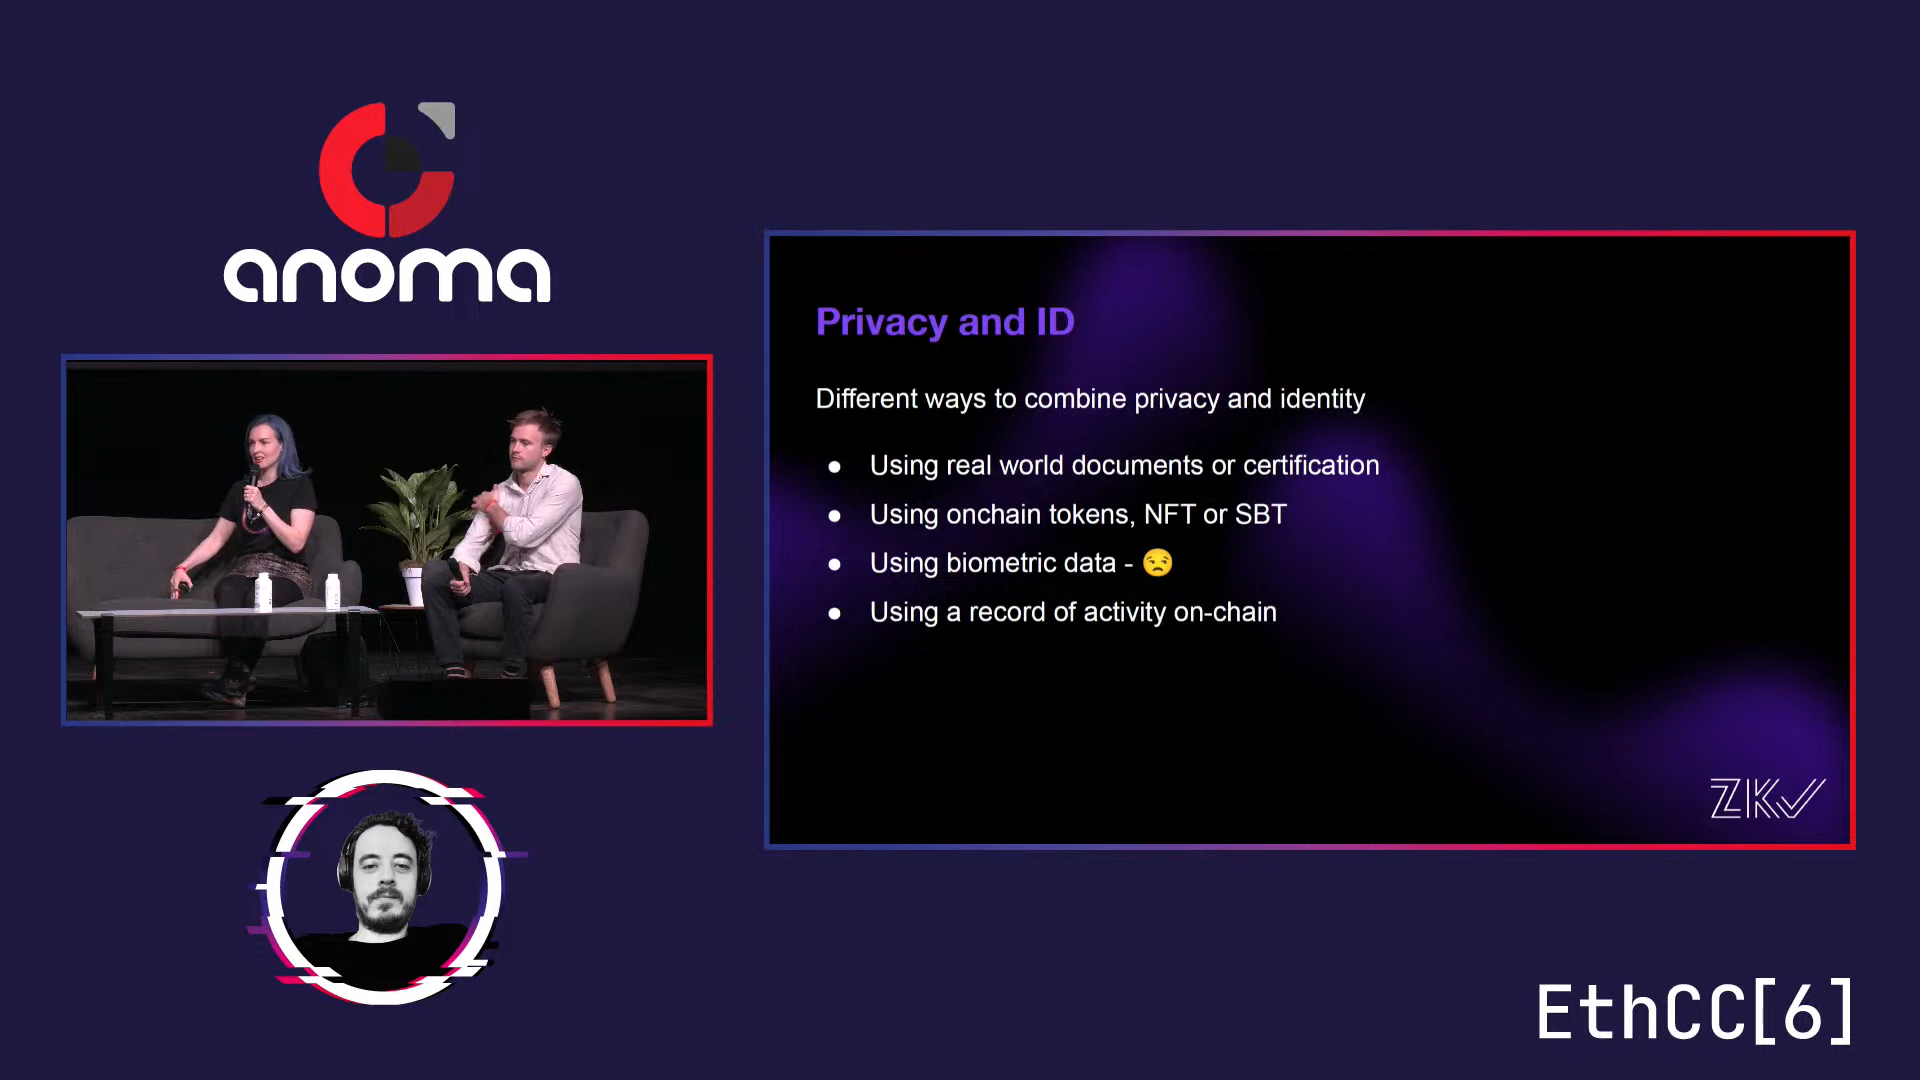 anoma
Privacy and ID
Different ways to combine privacy and identity
● Using real world documents or certification
● Using onchain tokens, NFT or SBT
● Using biometric data - 😒
● Using a record of activity on-chain
ZK
EthCC[6]